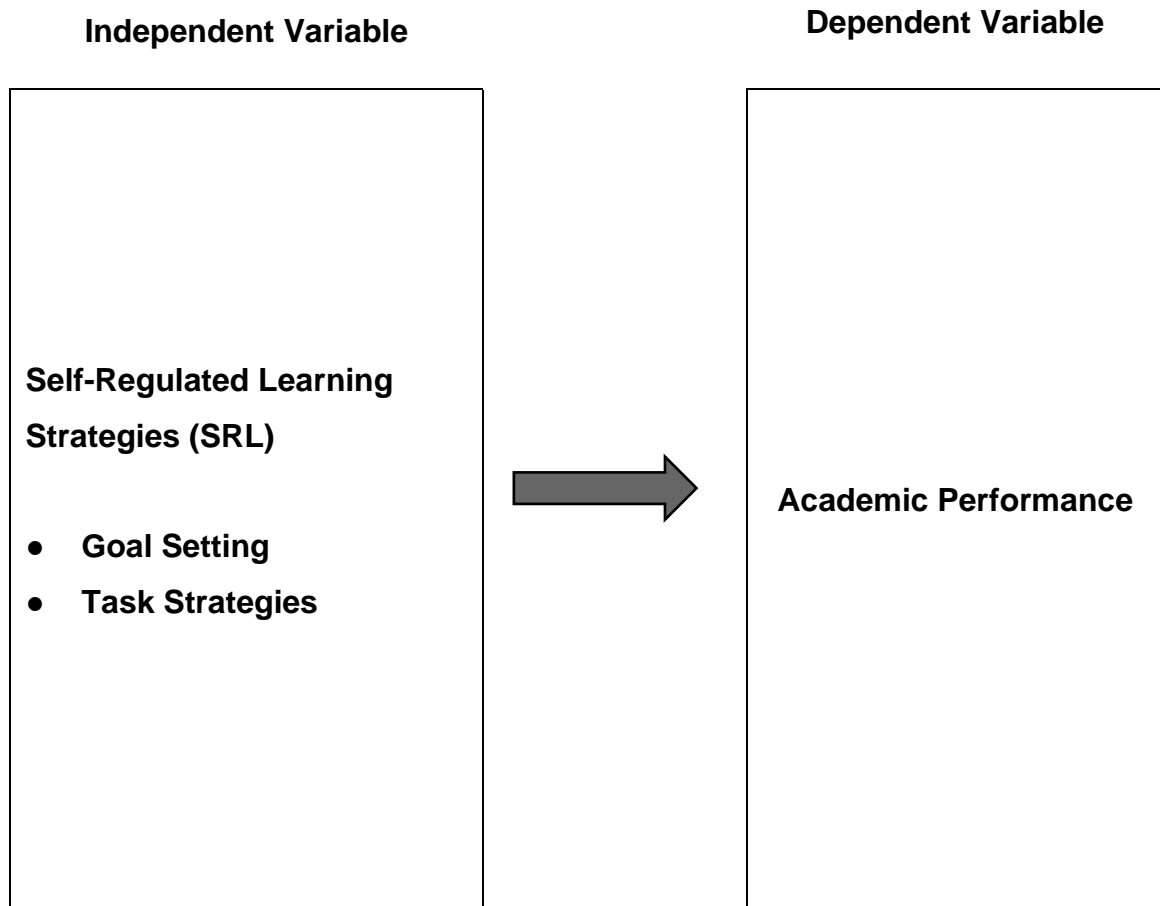 Independent Variable
Dependent Variable
Self-Regulated Learning
Strategies (SRL)
● Goal Setting
● Task Strategies
Academic Performance